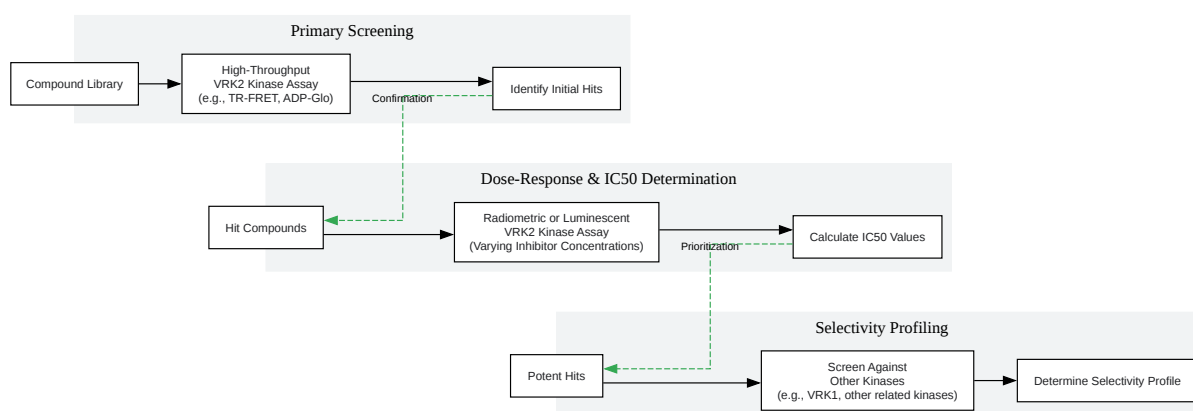 Primary Screening
Compound Library
High-Throughput
VRK2 Kinase Assay
(e.g., TR-FRET, ADP-Glo)
Confirmation
Identify Initial Hits
Dose-Response & IC50 Determination
Hit Compounds
Radiometric or Luminescent
VRK2 Kinase Assay
(Varying Inhibitor Concentrations)
Prioritization
Calculate IC50 Values
Selectivity Profiling
Potent Hits
Screen Against
Other Kinases
(e.g., VRK1, other related kinases)
Determine Selectivity Profile